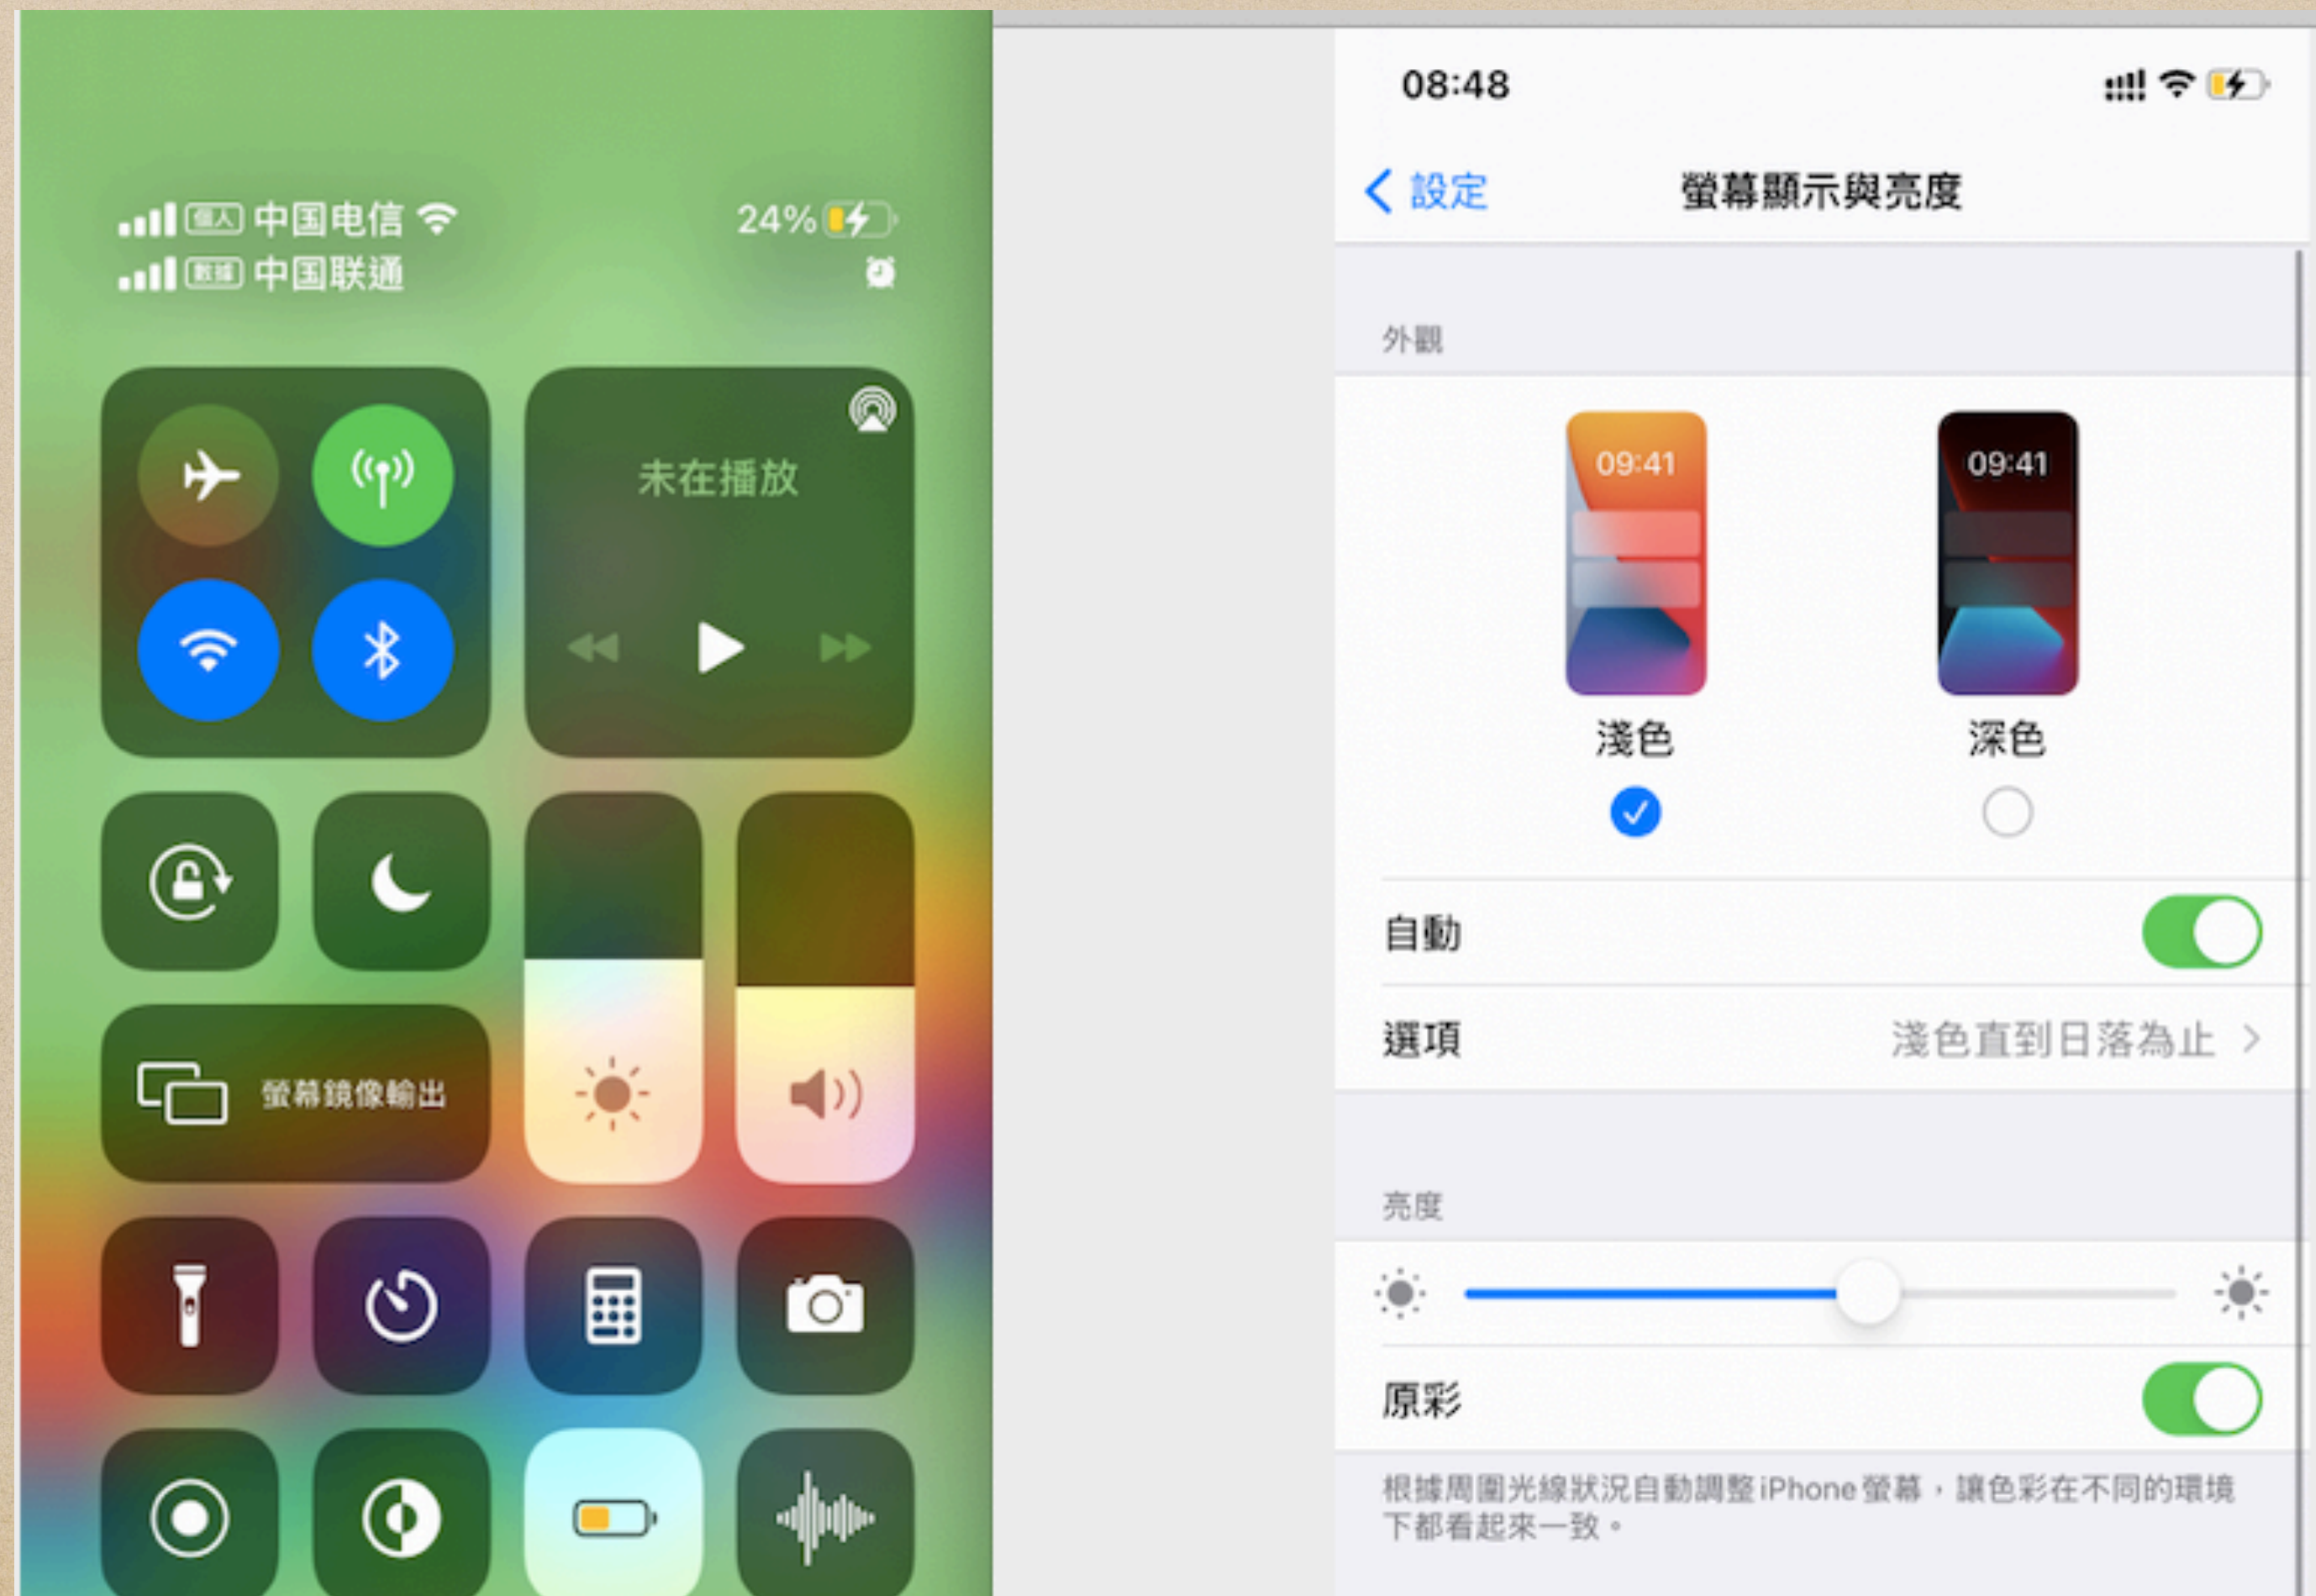 個人 中国电信
24%
數據 中国联通
未在播放
螢幕鏡像輸出
08:48
設定
螢幕顯示與亮度
外觀
09:41
09:41
淺色
深色
自動
選項
淺色直到日落為止
亮度
原彩
根據周圍光線狀況自動調整iPhone螢幕，讓色彩在不同的環境
下都看起來一致。